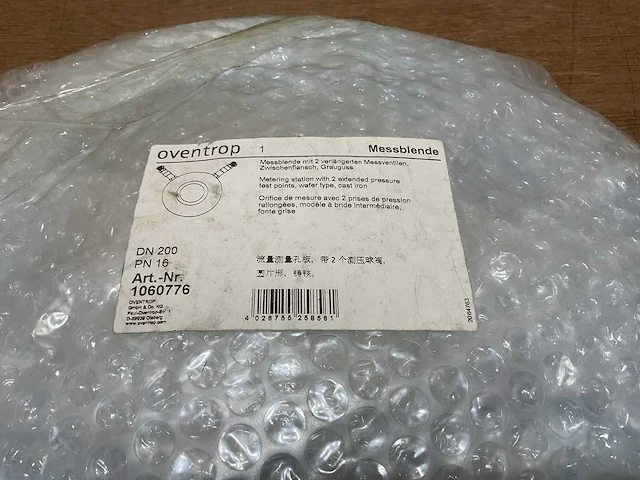 oventrop 1 Messblende
Messblende mit 2 verlängerten Messventilen,
Zwischenflansch, Grauguss.
Metering station with 2 extended pressure
test points, wafer type, cast iron
Orifice de mesure avec 2 prises de pression
rallongées, modèle à bride intermédiaire,
fonte grise
流量测量孔板, 带 2 个测压球阀,
圆片形, 铸铁.
DN 200
PN 16
Art.-Nr.
1060776
OVENTROP
GmbH & Co. KG
Paul-Oventrop-Str. 1
D-59939 Olsberg
www.oventrop.com
4 026755 258561